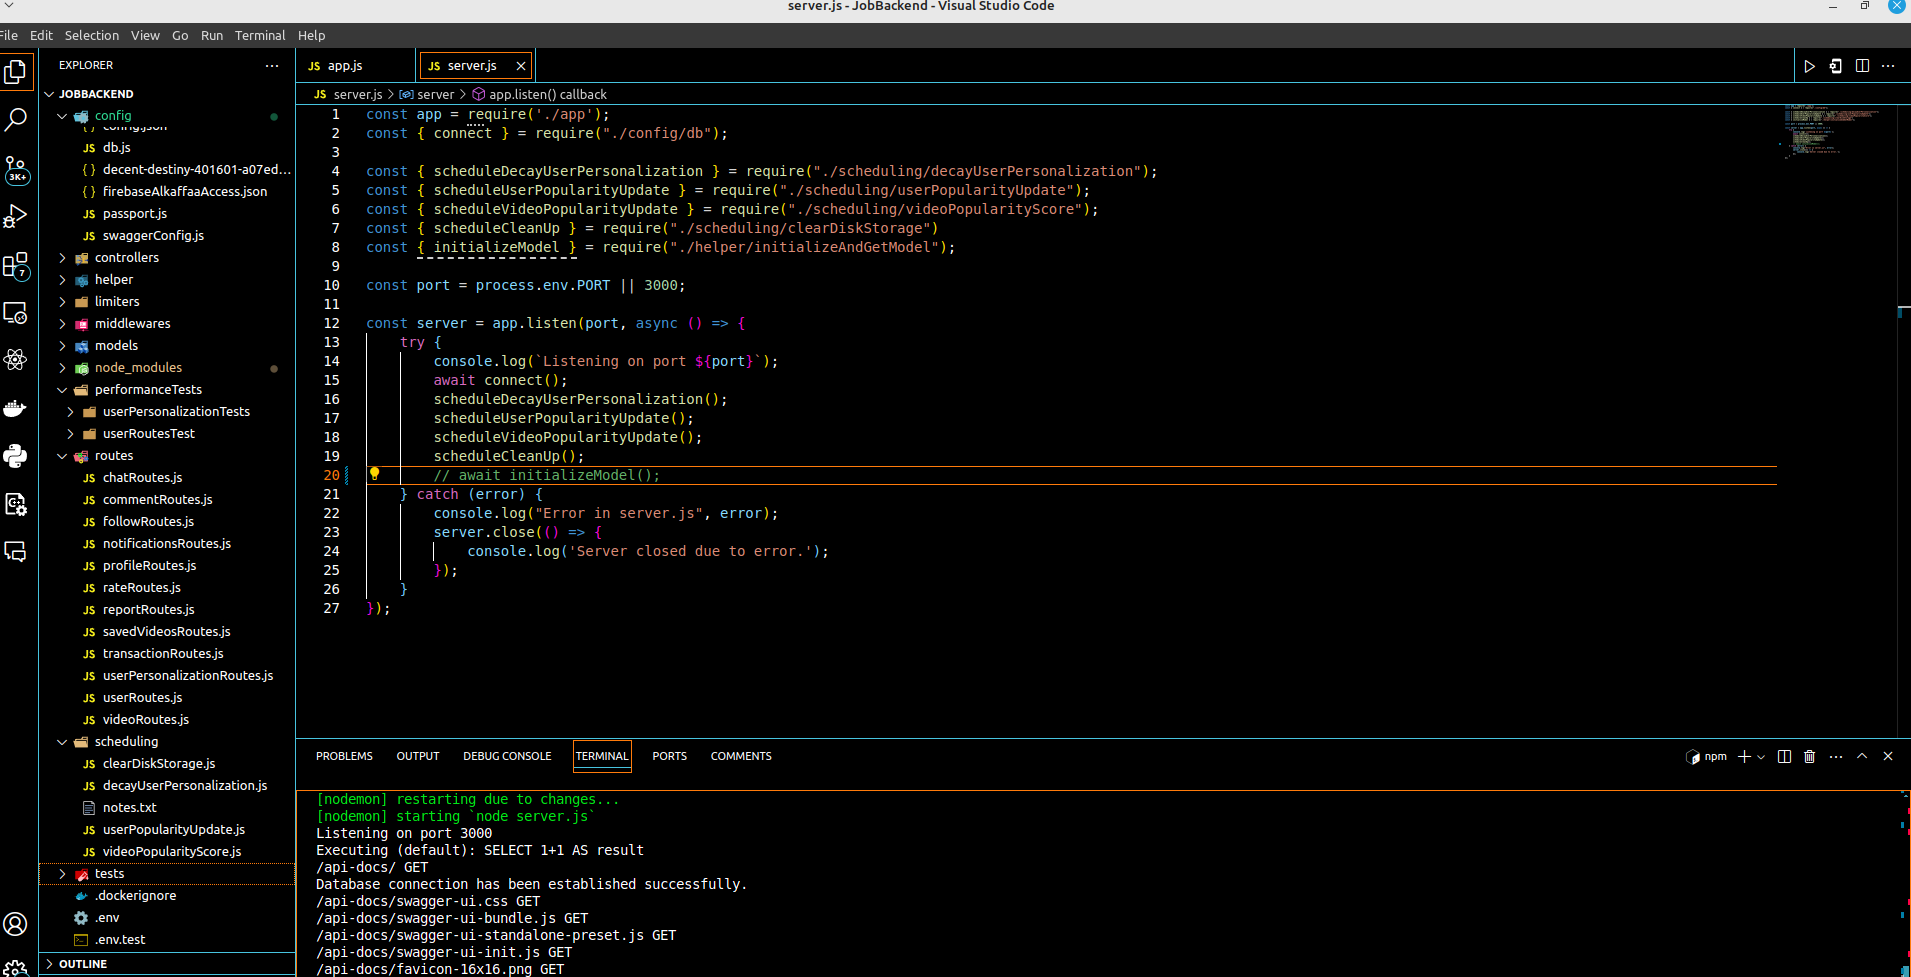 server.js - JobBackend - Visual Studio Code
File Edit Selection View Go Run Terminal Help
EXPLORER
JOBBACKEND
config
config.json
db.js
decent-destiny-401601-a07ed...
firebaseAlkaffaaAccess.json
passport.js
swaggerConfig.js
controllers
helper
limiters
middlewares
models
node_modules
performanceTests
userPersonalizationTests
userRoutesTest
routes
chatRoutes.js
commentRoutes.js
followRoutes.js
notificationsRoutes.js
profileRoutes.js
rateRoutes.js
reportRoutes.js
savedVideosRoutes.js
transactionRoutes.js
userPersonalizationRoutes.js
userRoutes.js
videoRoutes.js
scheduling
clearDiskStorage.js
decayUserPersonalization.js
notes.txt
userPopularityUpdate.js
videoPopularityScore.js
tests
.dockerignore
.env
.env.test
OUTLINE
3K+
7
JS app.js JS server.js
JS server.js > server > app.listen() callback
1 const app = require('./app');
2 const { connect } = require("./config/db");
3
4 const { scheduleDecayUserPersonalization } = require("./scheduling/decayUserPersonalization");
5 const { scheduleUserPopularityUpdate } = require("./scheduling/userPopularityUpdate");
6 const { scheduleVideoPopularityUpdate } = require("./scheduling/videoPopularityScore");
7 const { scheduleCleanUp } = require("./scheduling/clearDiskStorage")
8 const { initializeModel } = require("./helper/initializeAndGetModel");
9
10 const port = process.env.PORT || 3000;
11
12 const server = app.listen(port, async () => {
13 try {
14 console.log(`Listening on port ${port}`);
15 await connect();
16 scheduleDecayUserPersonalization();
17 scheduleUserPopularityUpdate();
18 scheduleVideoPopularityUpdate();
19 scheduleCleanUp();
20 // await initializeModel();
21 } catch (error) {
22 console.log("Error in server.js", error);
23 server.close(() => {
24 console.log('Server closed due to error.');
25 });
26 }
27 });
PROBLEMS OUTPUT DEBUG CONSOLE TERMINAL PORTS COMMENTS
npm
[nodemon] restarting due to changes...
[nodemon] starting `node server.js`
Listening on port 3000
Executing (default): SELECT 1+1 AS result
/api-docs/ GET
Database connection has been established successfully.
/api-docs/swagger-ui.css GET
/api-docs/swagger-ui-bundle.js GET
/api-docs/swagger-ui-standalone-preset.js GET
/api-docs/swagger-ui-init.js GET
/api-docs/favicon-16x16.png GET